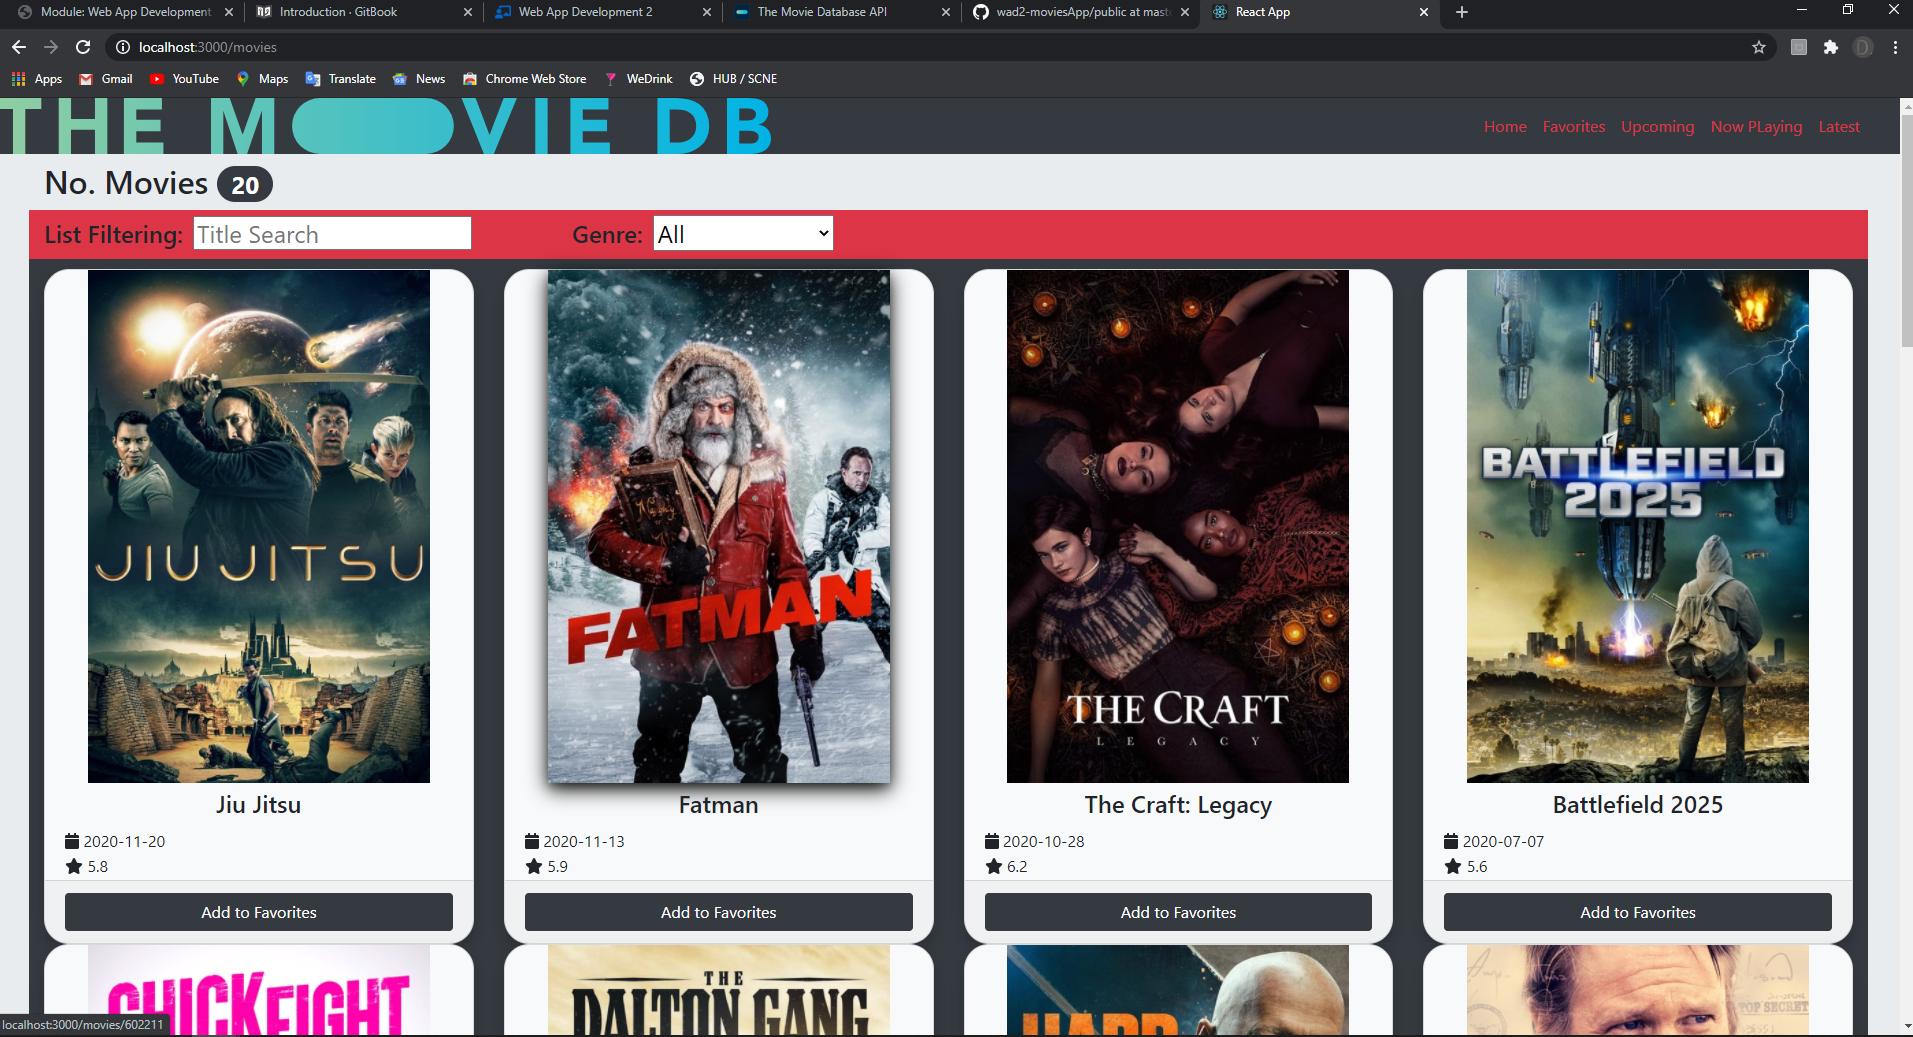 Module: Web App Development
Introduction · GitBook
Web App Development 2
The Movie Database API
wad2-moviesApp/public at mast
React App
localhost:3000/movies
Apps
Gmail
YouTube
Maps
Translate
News
Chrome Web Store
WeDrink
HUB / SCNE
THE M VIE DB
Home
Favorites
Upcoming
Now PLaying
Latest
No. Movies 20
List Filtering: Title Search
Genre: All
JIU JITSU
FATMAN
THE CRAFT
LEGACY
BATTLEFIELD
2025
Jiu Jitsu
2020-11-20
5.8
Add to Favorites
Fatman
2020-11-13
5.9
Add to Favorites
The Craft: Legacy
2020-10-28
6.2
Add to Favorites
Battlefield 2025
2020-07-07
5.6
Add to Favorites
CHICK FIGHT
THE
DALTON GANG
HARD
TOP SECRET
localhost:3000/movies/602211